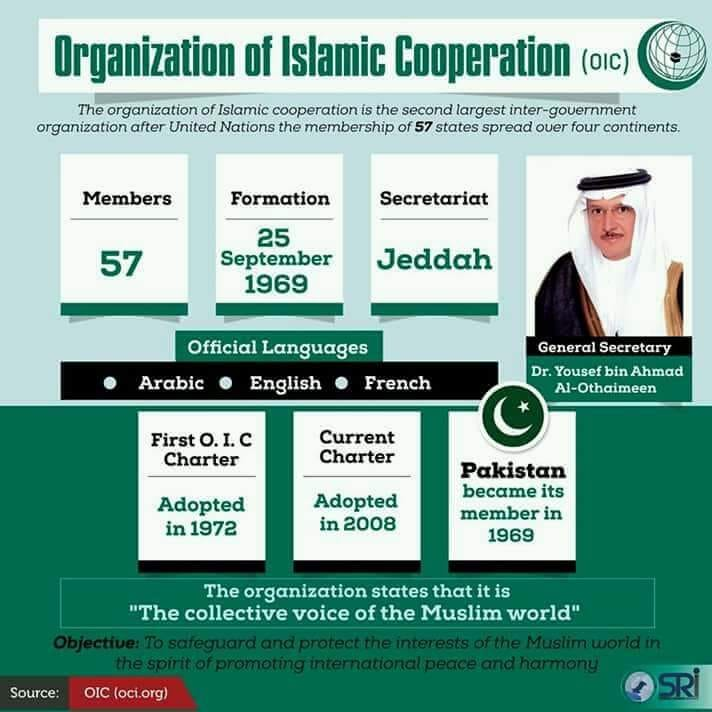 Organization of Islamic Cooperation (OIC)
The organization of Islamic cooperation is the second largest inter-government
organization after United Nations the membership of 57 states spread over four continents.
Members
57
Formation
25
September
1969
Secretariat
Jeddah
General Secretary
Dr. Yousef bin Ahmad
Al-Othaimeen
Official Languages
Arabic English French
First O. I. C
Charter
Adopted
in 1972
Current
Charter
Adopted
in 2008
Pakistan
became its
member in
1969
The organization states that it is
"The collective voice of the Muslim world"
Objective: To safeguard and protect the interests of the Muslim world in
the spirit of promoting international peace and harmony
Source: OIC (oci.org)
SRI